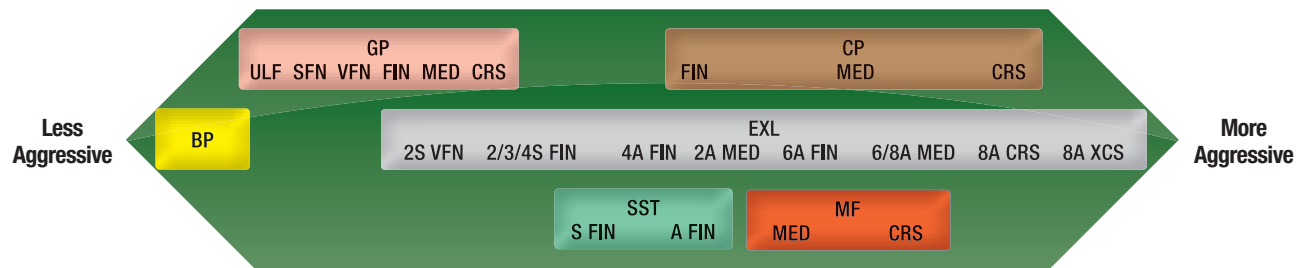 GP
ULF SFN VFN FIN MED CRS
CP
FIN MED CRS
Less
Aggressive
BP
EXL
2S VFN 2/3/4S FIN 4A FIN 2A MED 6A FIN 6/8A MED 8A CRS 8A XCS
More
Aggressive
SST
S FIN A FIN
MF
MED CRS